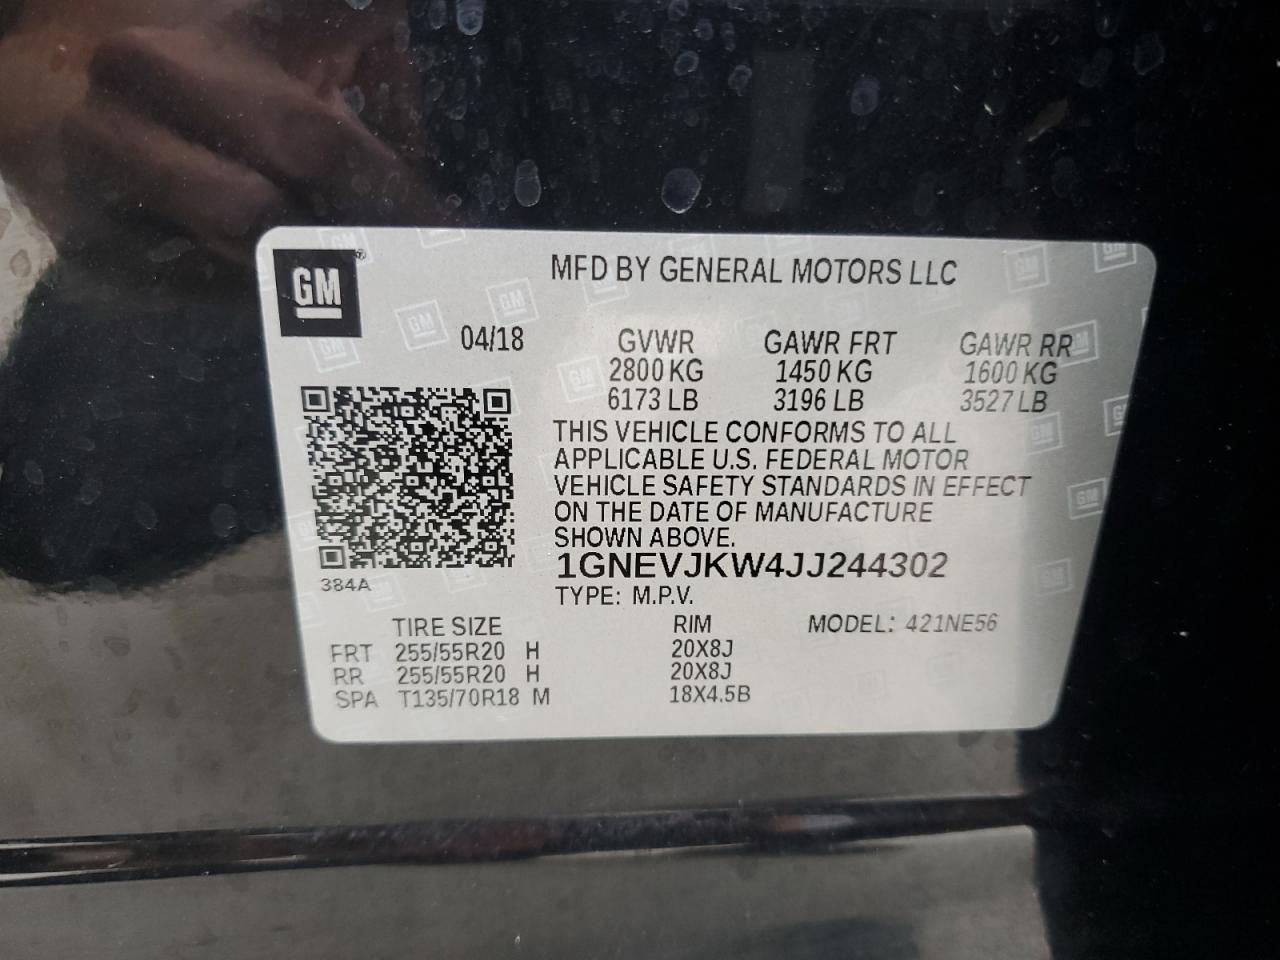 GM
MFD BY GENERAL MOTORS LLC
04/18 GVWR GAWR FRT GAWR RR
2800 KG 1450 KG 1600 KG
6173 LB 3196 LB 3527 LB
THIS VEHICLE CONFORMS TO ALL
APPLICABLE U.S. FEDERAL MOTOR
VEHICLE SAFETY STANDARDS IN EFFECT
ON THE DATE OF MANUFACTURE
SHOWN ABOVE.
1GNEVJKW4JJ244302
384A
TYPE: M.P.V.
TIRE SIZE RIM MODEL: 421NE56
FRT 255/55R20 H 20X8J
RR 255/55R20 H 20X8J
SPA T135/70R18 M 18X4.5B